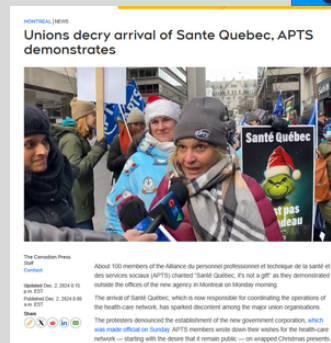 MONTREAL | NEWS
Unions decry arrival of Sante Quebec, APTS
demonstrates
APTS
Santé Québec
st pas
deau
The Canadian Press
Staff
Contact
Updated Dec. 2, 2024 6:15
p.m. EST
Published Dec. 2, 2024
p.m. EST
Share
About 100 members of the Alliance du personnel professionnel et technique de la santé et
des services sociaux (APTS) chanted "Santé Québec, it's not a gift" as they demonstrated
outside the offices of the new agency in Montreal on Monday morning.
The arrival of Santé Québec, which is now responsible for coordinating the operations of
the health-care network, has sparked discontent among the major union organisations.
The protesters denounced the establishment of the new government corporation, which
was made official on Sunday. APTS members wrote down their wishes for the health-care
network — starting with the desire that it remain public — on wrapped Christmas presents